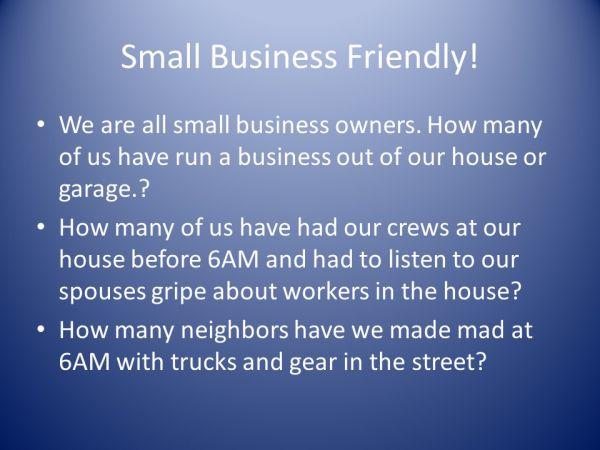 Small Business Friendly!
• We are all small business owners. How many
of us have run a business out of our house or
garage.?
• How many of us have had our crews at our
house before 6AM and had to listen to our
spouses gripe about workers in the house?
• How many neighbors have we made mad at
6AM with trucks and gear in the street?